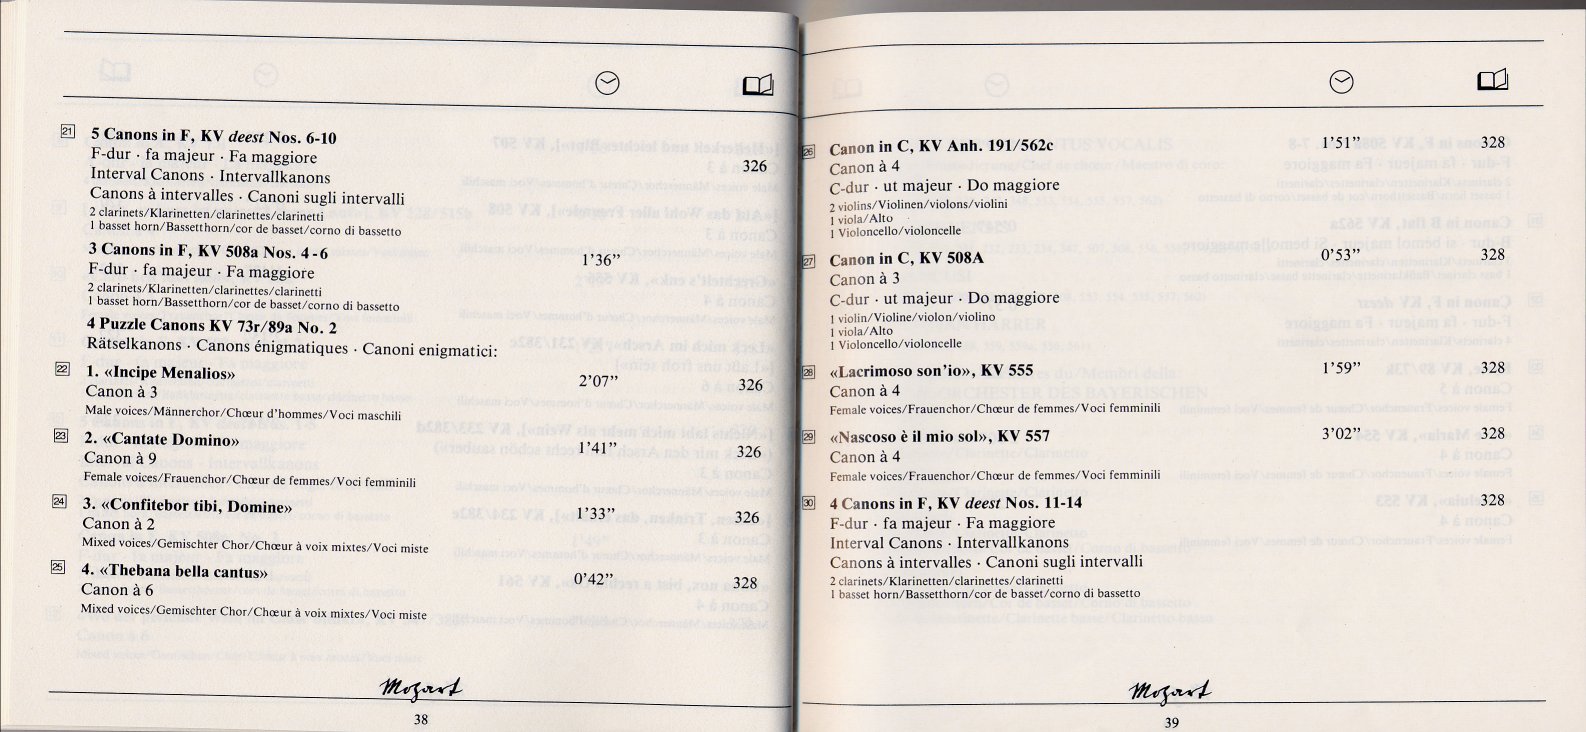 21 5 Canons in F, KV deest Nos. 6-10
F-dur · fa majeur · Fa maggiore 326
Interval Canons · Intervallkanons
Canons à intervalles · Canoni sugli intervalli
2 clarinets/Klarinetten/clarinettes/clarinetti
1 basset horn/Bassetthorn/cor de basset/corno di bassetto
3 Canons in F, KV 508a Nos. 4-6 1’36”
F-dur · fa majeur · Fa maggiore
2 clarinets/Klarinetten/clarinettes/clarinetti
1 basset horn/Bassetthorn/cor de basset/corno di bassetto
4 Puzzle Canons KV 73r/89a No. 2
Rätselkanons · Canons énigmatiques · Canoni enigmatici:
22 1. «Incipe Menalios» 2’07” 326
Canon à 3
Male voices/Männerchor/Chœur d’hommes/Voci maschili
23 2. «Cantate Domino» 1’41” 326
Canon à 9
Female voices/Frauenchor/Chœur de femmes/Voci femminili
24 3. «Confitebor tibi, Domine» 1’33” 326
Canon à 2
Mixed voices/Gemischter Chor/Chœur à voix mixtes/Voci miste
25 4. «Thebana bella cantus» 0’42” 328
Canon à 6
Mixed voices/Gemischter Chor/Chœur à voix mixtes/Voci miste
Mozart
38
26 Canon in C, KV Anh. 191/562c 1’51” 328
Canon à 4
C-dur · ut majeur · Do maggiore
2 violins/Violinen/violons/violini
1 viola/Alto
1 Violoncello/violoncelle
27 Canon in C, KV 508A 0’53” 328
Canon à 3
C-dur · ut majeur · Do maggiore
1 violin/Violine/violon/violino
1 viola/Alto
1 Violoncello/violoncelle
28 «Lacrimoso son’io», KV 555 1’59” 328
Canon à 4
Female voices/Frauenchor/Chœur de femmes/Voci femminili
29 «Nascoso è il mio sol», KV 557 3’02” 328
Canon à 4
Female voices/Frauenchor/Chœur de femmes/Voci femminili
30 4 Canons in F, KV deest Nos. 11-14 328
F-dur · fa majeur · Fa maggiore
Interval Canons · Intervallkanons
Canons à intervalles · Canoni sugli intervalli
2 clarinets/Klarinetten/clarinettes/clarinetti
1 basset horn/Bassetthorn/cor de basset/corno di bassetto
Mozart
39